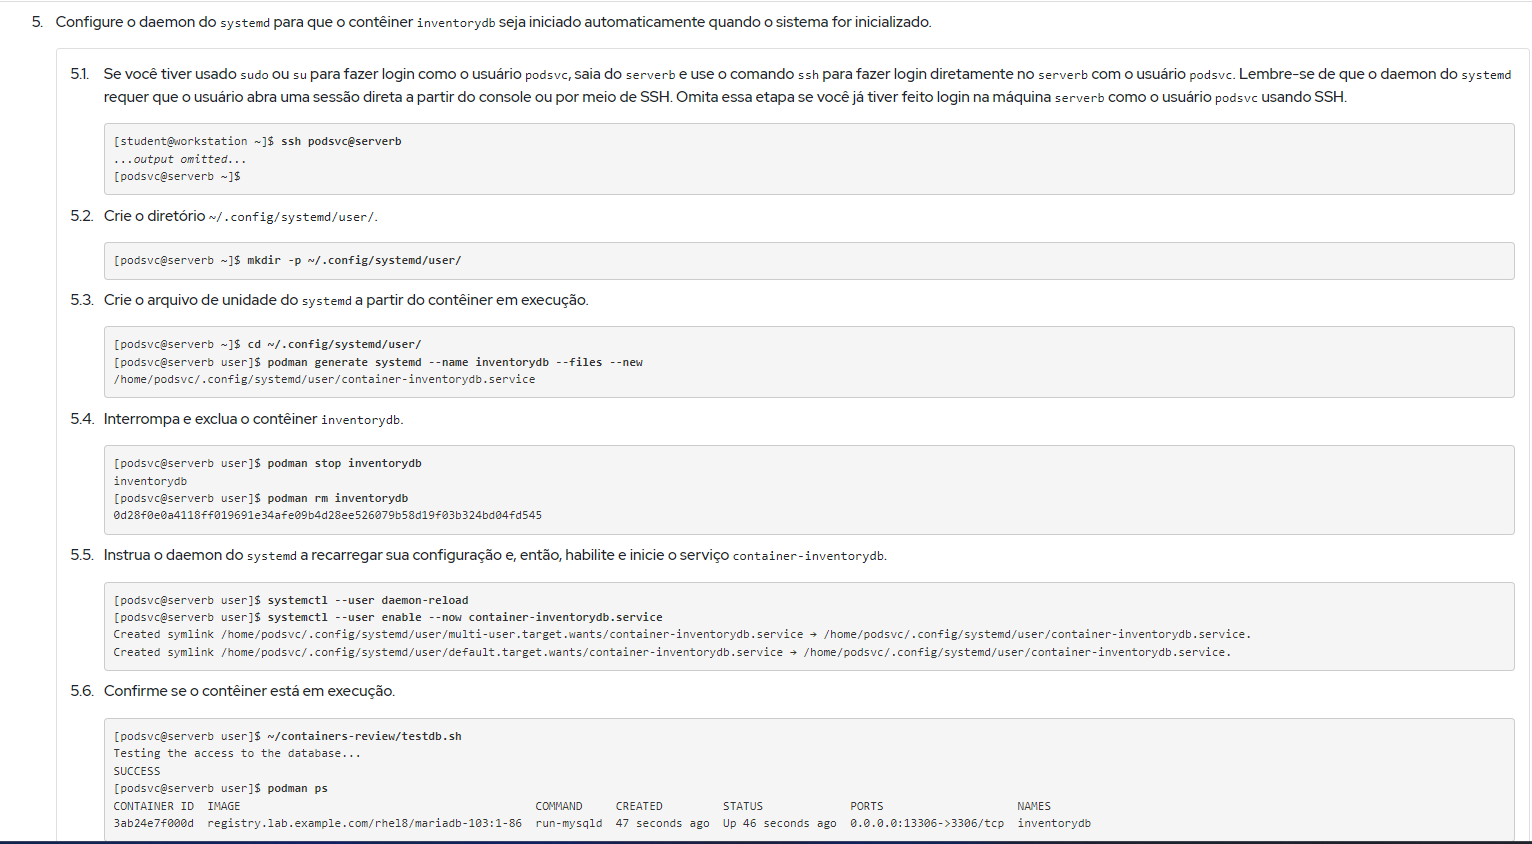 5. Configure o daemon do systemd para que o contêiner inventorydb seja iniciado automaticamente quando o sistema for inicializado.
5.1. Se você tiver usado sudo ou su para fazer login como o usuário podsvc, saia do serverb e use o comando ssh para fazer login diretamente no serverb com o usuário podsvc. Lembre-se de que o daemon do systemd
requer que o usuário abra uma sessão direta a partir do console ou por meio de SSH. Omita essa etapa se você já tiver feito login na máquina serverb como o usuário podsvc usando SSH.
[student@workstation ~]$ ssh podsvc@serverb
...output omitted...
[podsvc@serverb ~]$
5.2. Crie o diretório ~/.config/systemd/user/.
[podsvc@serverb ~]$ mkdir -p ~/.config/systemd/user/
5.3. Crie o arquivo de unidade do systemd a partir do contêiner em execução.
[podsvc@serverb ~]$ cd ~/.config/systemd/user/
[podsvc@serverb user]$ podman generate systemd --name inventorydb --files --new
/home/podsvc/.config/systemd/user/container-inventorydb.service
5.4. Interrompa e exclua o contêiner inventorydb.
[podsvc@serverb user]$ podman stop inventorydb
inventorydb
[podsvc@serverb user]$ podman rm inventorydb
0d28f0e0a4118ff019691e34afe09b4d28ee526079b58d19f03b324bd04fd545
5.5. Instrua o daemon do systemd a recarregar sua configuração e, então, habilite e inicie o serviço container-inventorydb.
[podsvc@serverb user]$ systemctl --user daemon-reload
[podsvc@serverb user]$ systemctl --user enable --now container-inventorydb.service
Created symlink /home/podsvc/.config/systemd/user/multi-user.target.wants/container-inventorydb.service → /home/podsvc/.config/systemd/user/container-inventorydb.service.
Created symlink /home/podsvc/.config/systemd/user/default.target.wants/container-inventorydb.service → /home/podsvc/.config/systemd/user/container-inventorydb.service.
5.6. Confirme se o contêiner está em execução.
[podsvc@serverb user]$ ~/containers-review/testdb.sh
Testing the access to the database...
SUCCESS
[podsvc@serverb user]$ podman ps
CONTAINER ID IMAGE COMMAND CREATED STATUS PORTS NAMES
3ab24e7f000d registry.lab.example.com/rhel8/mariadb-103:1-86 run-mysqld 47 seconds ago Up 46 seconds ago 0.0.0.0:13306->3306/tcp inventorydb